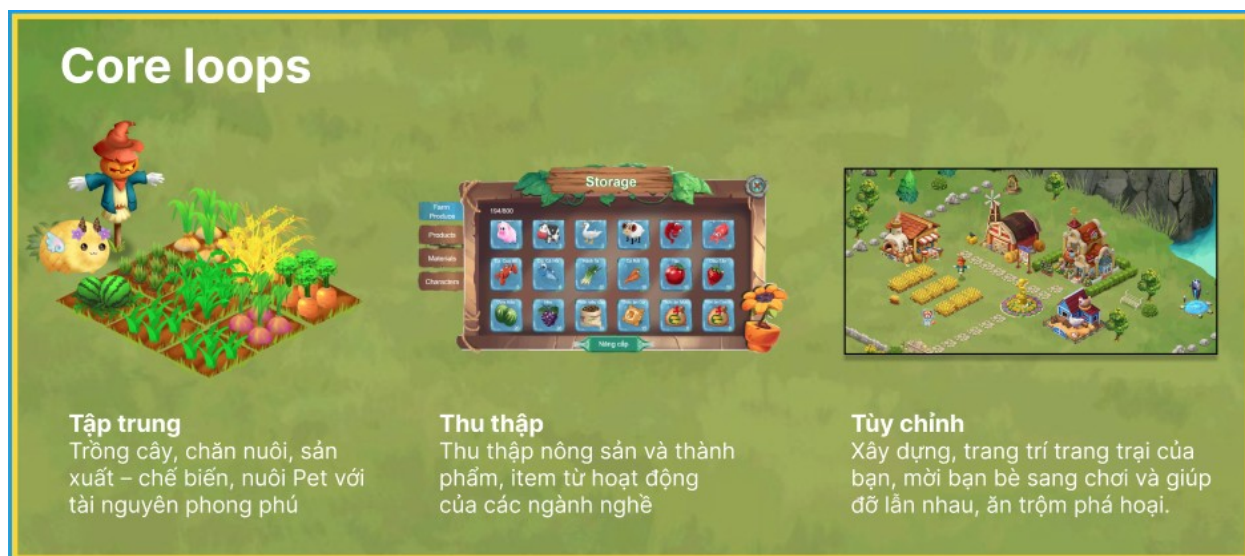 Core loops
Storage
194/800
Farm
Produce
Products
Materials
Characters
Nâng cấp
Tập trung
Trồng cây, chăn nuôi, sản
xuất – chế biến, nuôi Pet với
tài nguyên phong phú
Thu thập
Thu thập nông sản và thành
phẩm, item từ hoạt động
của các ngành nghề
Tùy chỉnh
Xây dựng, trang trí trang trại của
bạn, mời bạn bè sang chơi và giúp
đỡ lẫn nhau, ăn trộm phá hoại.